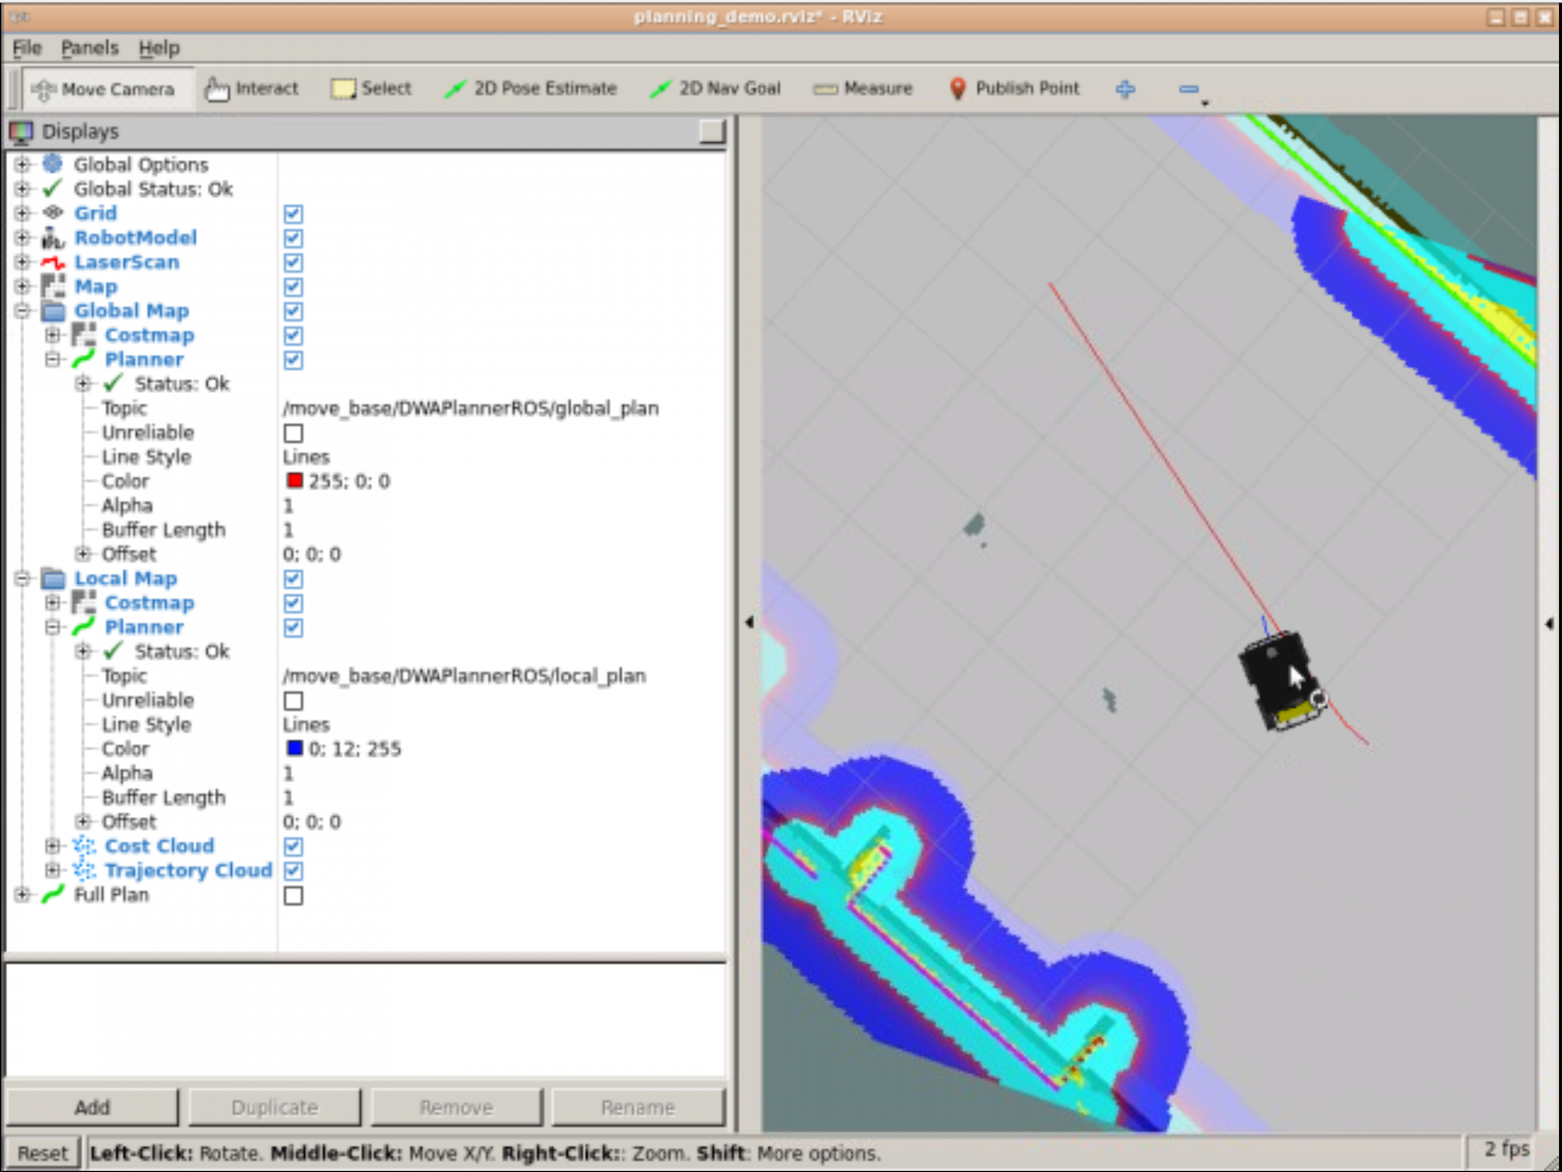 planning_demo.rviz* - RViz
File Panels Help
Move Camera Interact Select 2D Pose Estimate 2D Nav Goal Measure Publish Point
Displays
Global Options
Global Status: Ok
Grid
RobotModel
LaserScan
Map
Global Map
Costmap
Planner
Status: Ok
Topic /move_base/DWAPlannerROS/global_plan
Unreliable
Line Style Lines
Color 255; 0; 0
Alpha 1
Buffer Length 1
Offset 0; 0; 0
Local Map
Costmap
Planner
Status: Ok
Topic /move_base/DWAPlannerROS/local_plan
Unreliable
Line Style Lines
Color 0; 12; 255
Alpha 1
Buffer Length 1
Offset 0; 0; 0
Cost Cloud
Trajectory Cloud
Full Plan
Add Duplicate Remove Rename
Reset Left-Click: Rotate. Middle-Click: Move X/Y. Right-Click:: Zoom. Shift: More options. 2 fps